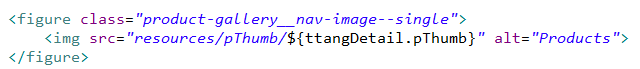 <figure class="product-gallery__nav-image--single">
<img src="resources/pThumb/${ttangDetail.pThumb}" alt="Products">
</figure>